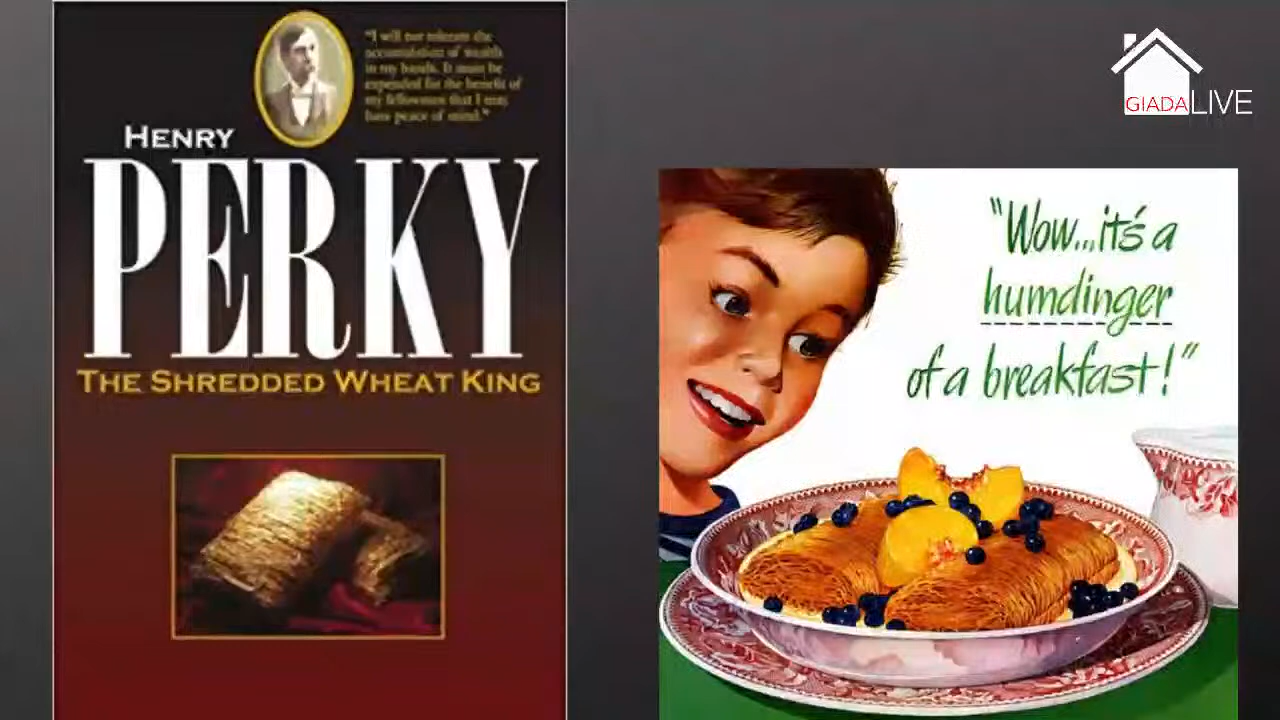 "I will not tolerate the
accumulation of wealth
in my hands. It must be
expended for the benefit of
my fellowmen that I may
have peace of mind."
HENRY
PERKY
THE SHREDDED WHEAT KING
GIADALIVE
"Wow...it's a
humdinger
of a breakfast!"